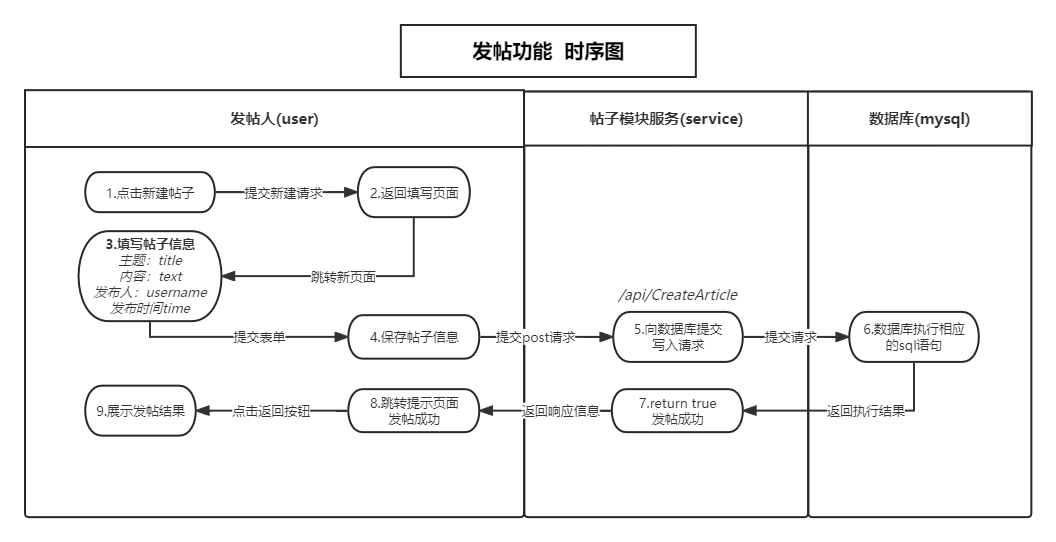 发帖功能 时序图
发帖人(user)
帖子模块服务(service)
数据库(mysql)
1.点击新建帖子
提交新建请求
2.返回填写页面
跳转新页面
3.填写帖子信息
主题：title
内容：text
发布人：username
发布时间time
提交表单
4.保存帖子信息
提交post请求
/api/CreateArticle
5.向数据库提交
写入请求
提交请求
6.数据库执行相应
的sql语句
返回执行结果
7.return true
发帖成功
返回响应信息
8.跳转提示页面
发帖成功
点击返回按钮
9.展示发帖结果